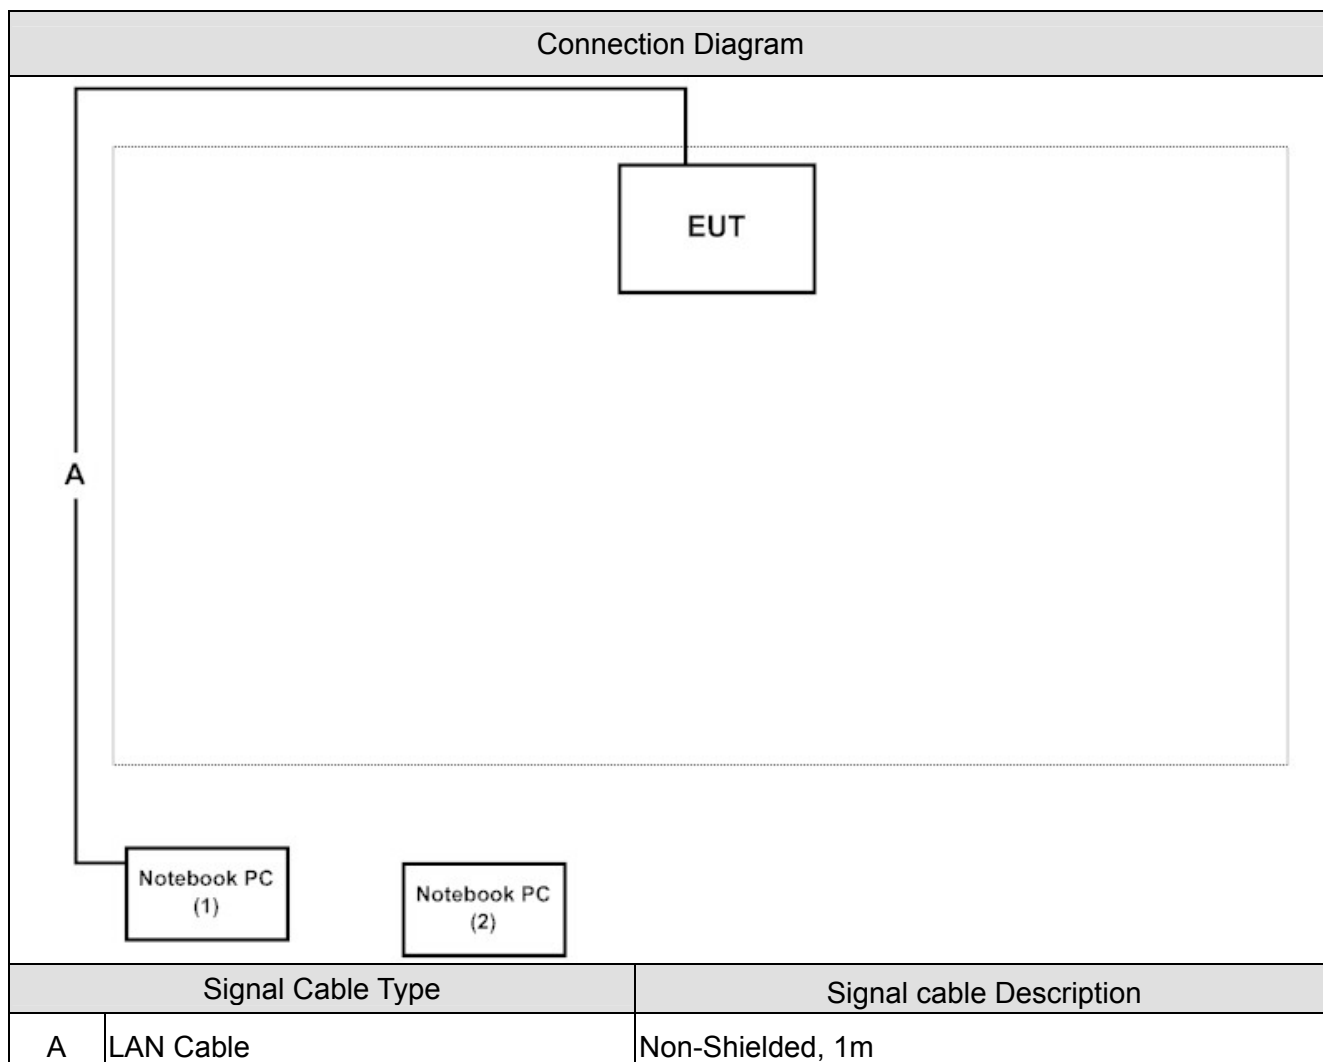 Connection Diagram
EUT
A
Notebook PC
(1)
Notebook PC
(2)
Signal Cable Type
Signal cable Description
A
LAN Cable
Non-Shielded, 1m